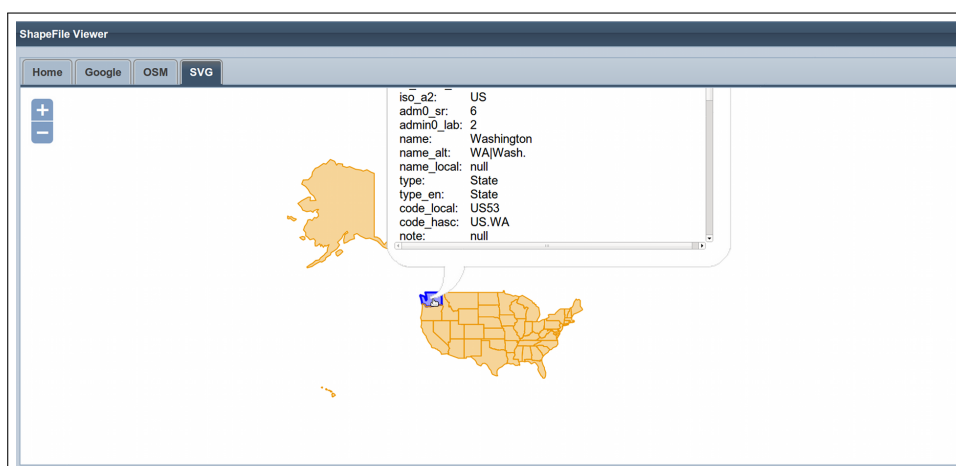 ShapeFile Viewer
Home Google OSM SVG
+
−
iso_a2: US
adm0_sr: 6
admin0_lab: 2
name: Washington
name_alt: WA|Wash.
name_local: null
type: State
type_en: State
code_local: US53
code_hasc: US.WA
note: null